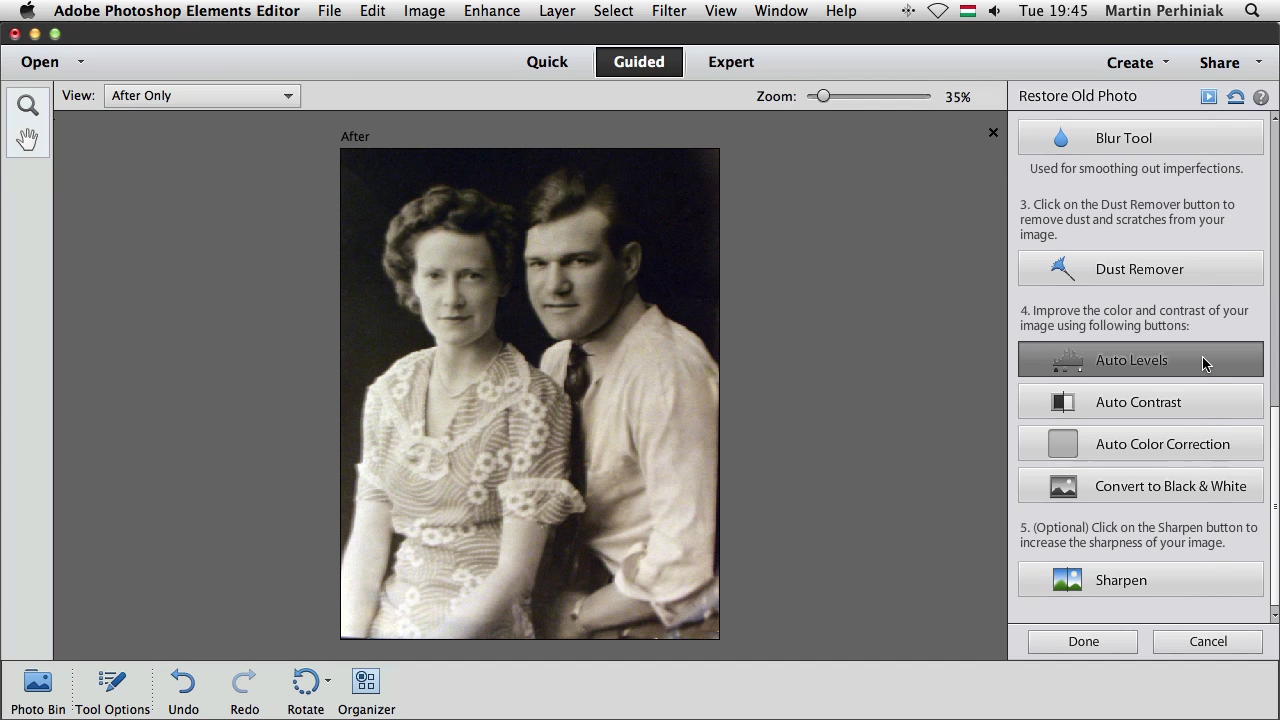 Adobe Photoshop Elements Editor File Edit Image Enhance Layer Select Filter View Window Help Tue 19:45 Martin Perhiniak
Open Quick Guided Expert Create Share
View: After Only Zoom: 35% Restore Old Photo ?
After
Blur Tool
Used for smoothing out imperfections.
3. Click on the Dust Remover button to
remove dust and scratches from your
image.
Dust Remover
4. Improve the color and contrast of your
image using following buttons:
Auto Levels
Auto Contrast
Auto Color Correction
Convert to Black & White
5. (Optional) Click on the Sharpen button to
increase the sharpness of your image.
Sharpen
Done Cancel
Photo Bin Tool Options Undo Redo Rotate Organizer